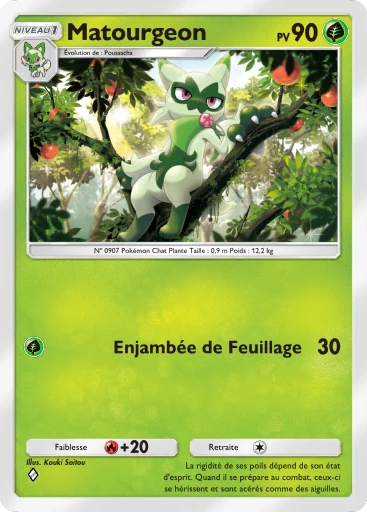 NIVEAU 1
Matourgeon
PV 90
Évolution de : Poussacha
N° 0907 Pokémon Chat Plante Taille : 0,9 m Poids : 12,2 kg
Enjambée de Feuillage 30
Faiblesse +20 Retraite
Illus. Kouki Saitou
La rigidité de ses poils dépend de son état
d'esprit. Quand il se prépare au combat, ceux-ci
se hérissent et sont acérés comme des aiguilles.